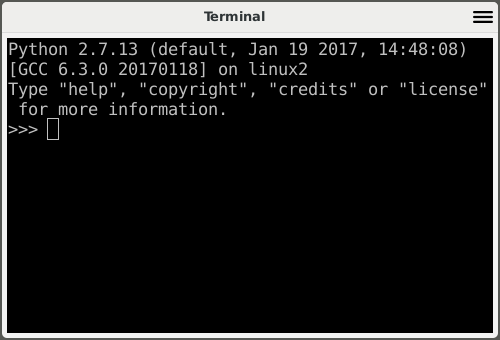 Terminal
Python 2.7.13 (default, Jan 19 2017, 14:48:08)
[GCC 6.3.0 20170118] on linux2
Type "help", "copyright", "credits" or "license"
 for more information.
>>>